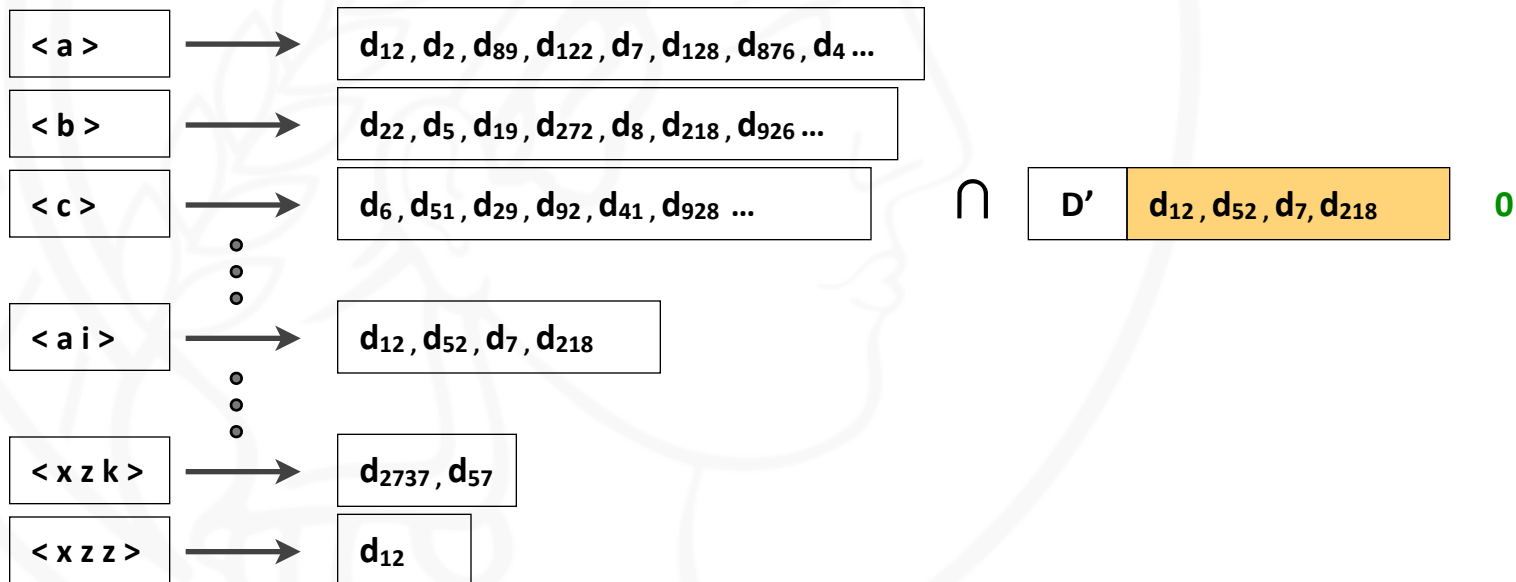 < a > d₁₂ , d₂ , d₈₉ , d₁₂₂ , d₇ , d₁₂₈ , d₈₇₆ , d₄ ...
< b > d₂₂ , d₅ , d₁₉ , d₂₇₂ , d₈ , d₂₁₈ , d₉₂₆ ...
< c > d₆ , d₅₁ , d₂₉ , d₉₂ , d₄₁ , d₉₂₈ ... ∩ D’ d₁₂ , d₅₂ , d₇, d₂₁₈ 0
< a i > d₁₂ , d₅₂ , d₇ , d₂₁₈
< x z k > d₂₇₃₇ , d₅₇
< x z z > d₁₂